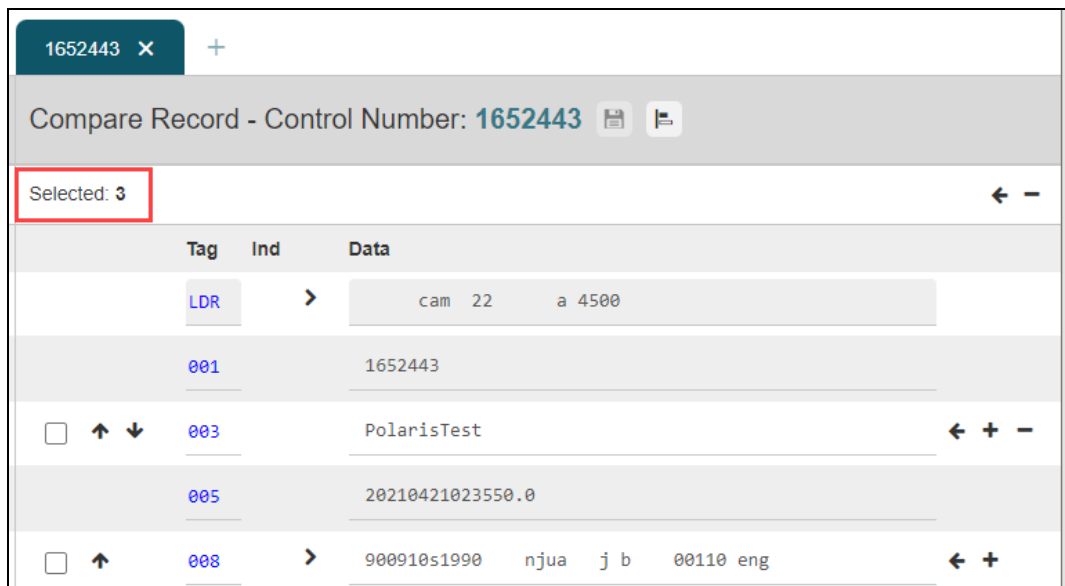 1652443 × +
Compare Record - Control Number: 1652443
Selected: 3
Tag Ind Data
LDR cam 22 a 4500
001 1652443
003 PolarisTest
005 20210421023550.0
008 900910s1990 njua j b 00110 eng